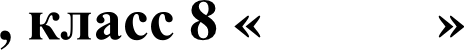 , класс 8 « »